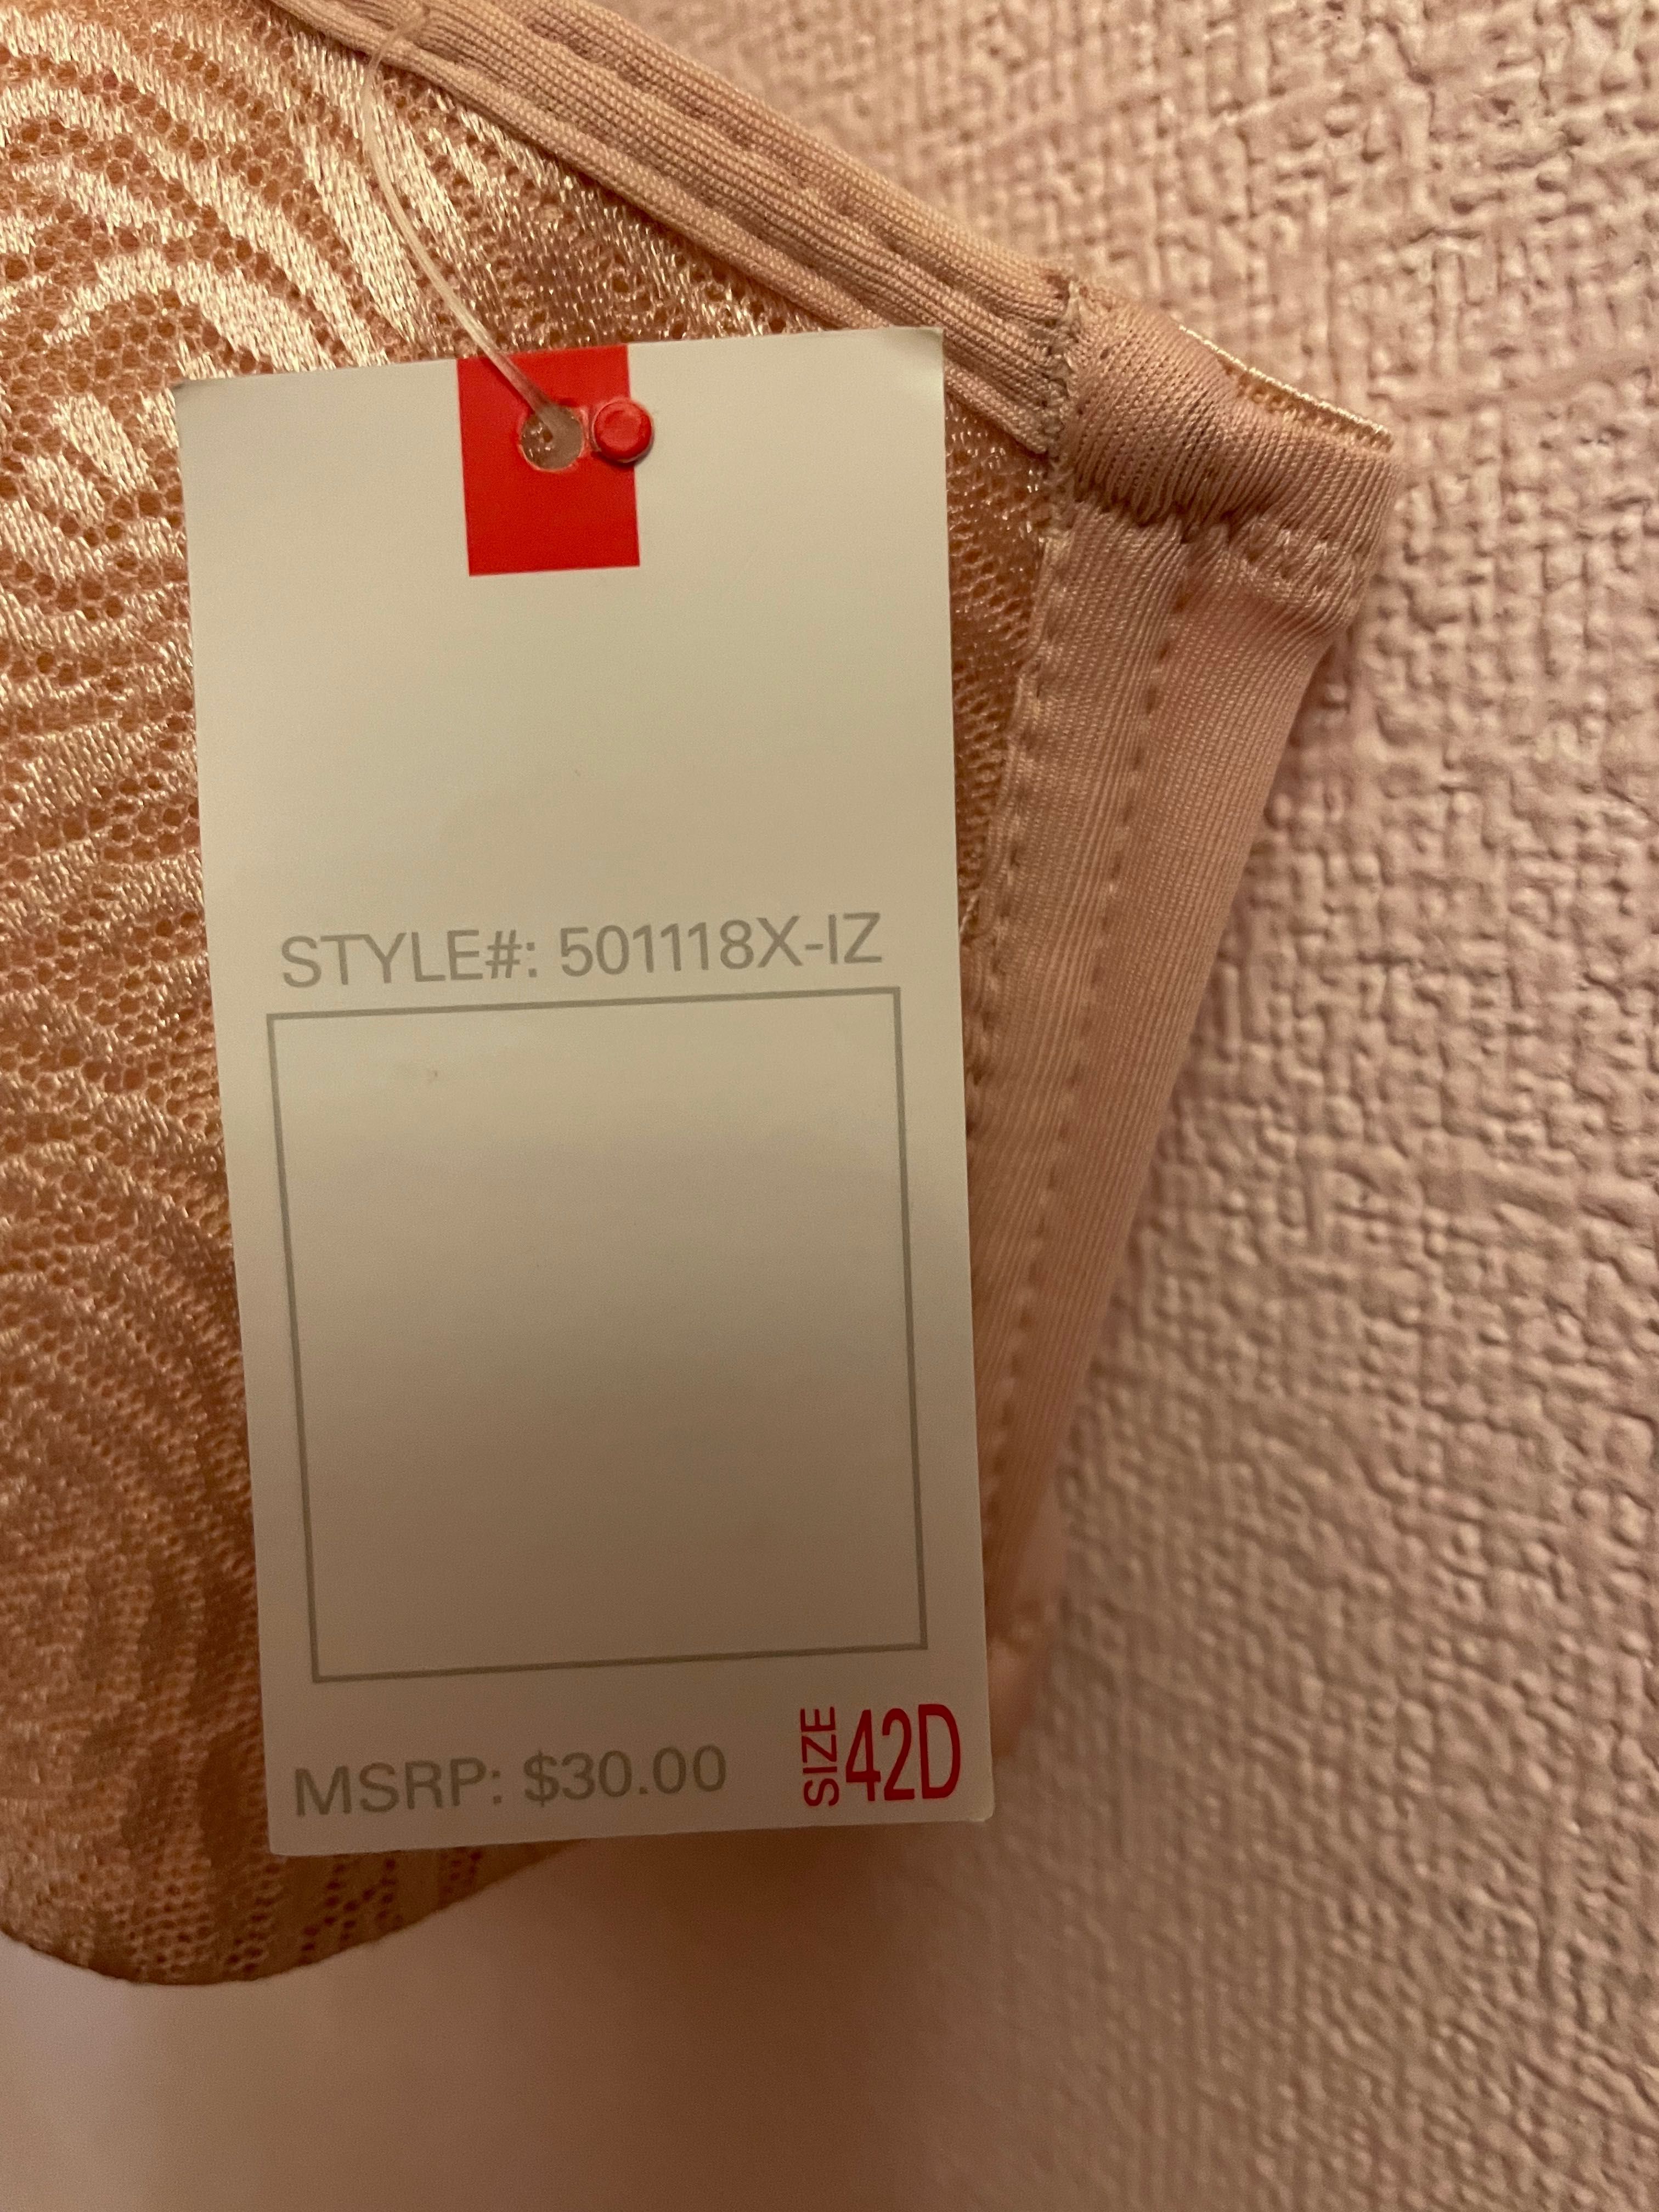 STYLE#: 501118X-IZ
MSRP: $30.00
SIZE 42D